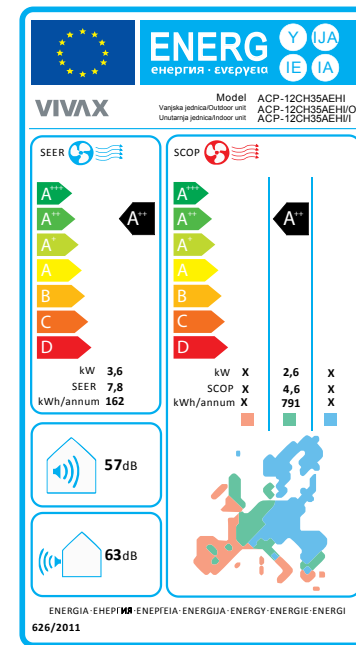 ENERG
енергия · ενεργεια
Y IJA
IE IA
VIVAX
Model ACP-12CH35AEHI
Vanjska jedinica/Outdoor unit ACP-12CH35AEHI/O
Unutarnja jedinica/Indoor unit ACP-12CH35AEHI/I
SEER
A+++
A++
A+
A
B
C
D
A++
kW 3,6
SEER 7,8
kWh/annum 162
SCOP
A+++
A++
A+
A
B
C
D
A++
kW X 2,6 X
SCOP X 4,6 X
kWh/annum X 791 X
57dB
63dB
ENERGIA·ЕНЕРГИЯ·ΕΝΕΡΓΕΙΑ·ENERGIJA·ENERGY·ENERGIE·ENERGI
626/2011